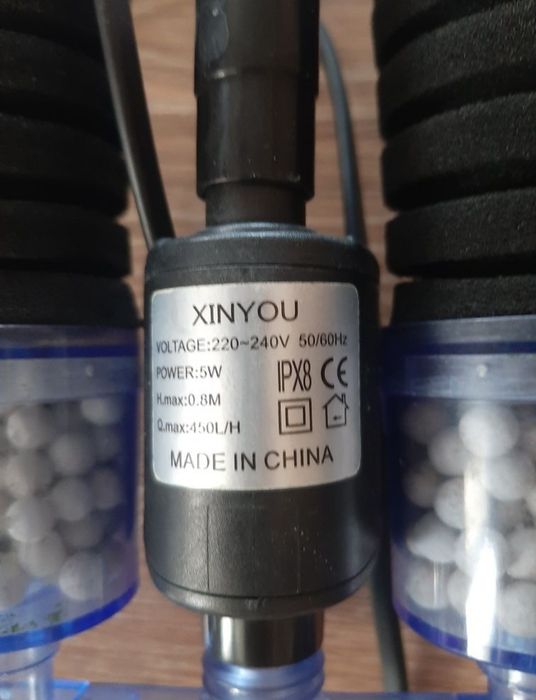 XINYOU
VOLTAGE:220~240V 50/60Hz
POWER:5W
IPX8 CE
H.max:0.8M
Q.max:450L/H
MADE IN CHINA